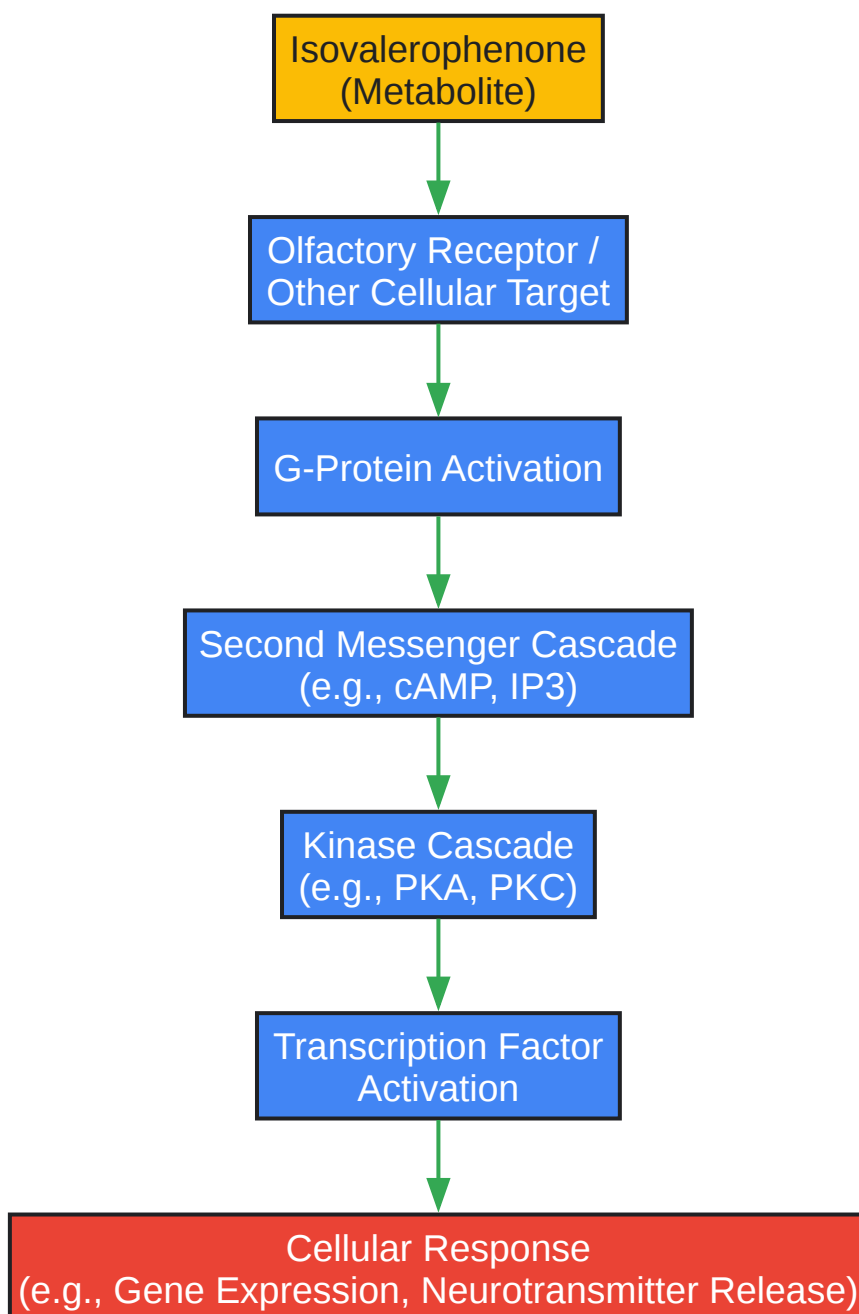 Isovalerophenone
(Metabolite)
Olfactory Receptor /
Other Cellular Target
G-Protein Activation
Second Messenger Cascade
(e.g., cAMP, IP3)
Kinase Cascade
(e.g., PKA, PKC)
Transcription Factor
Activation
Cellular Response
(e.g., Gene Expression, Neurotransmitter Release)